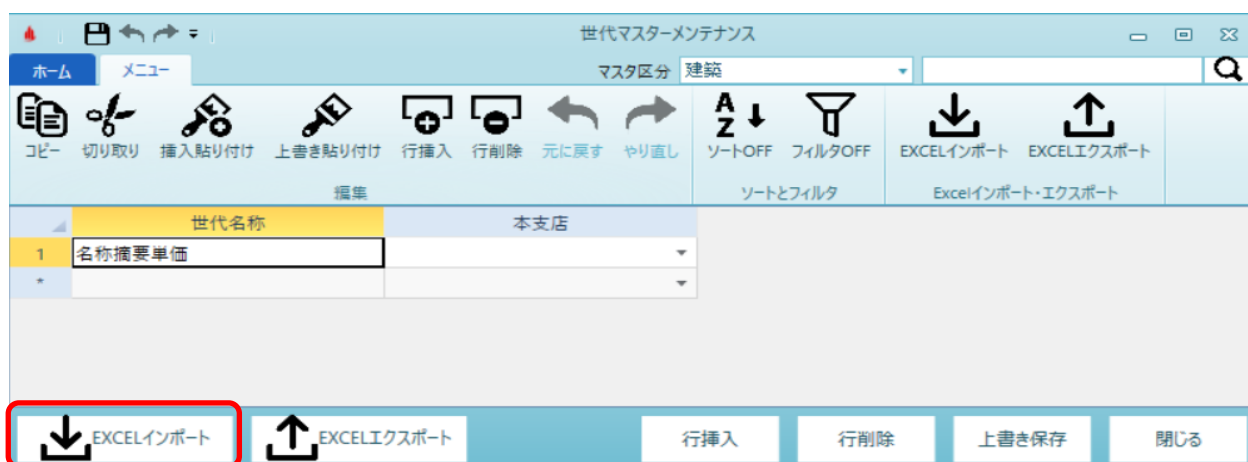 世代マスターメンテナンス
ホーム メニュー マスタ区分 建築
A
Z
コピー 切り取り 挿入貼り付け 上書き貼り付け 行挿入 行削除 元に戻す やり直し ソートOFF フィルタOFF EXCELインポート EXCELエクスポート
編集 ソートとフィルタ Excelインポート・エクスポート
世代名称 本支店
1 名称摘要単価
*
EXCELインポート EXCELエクスポート 行挿入 行削除 上書き保存 閉じる